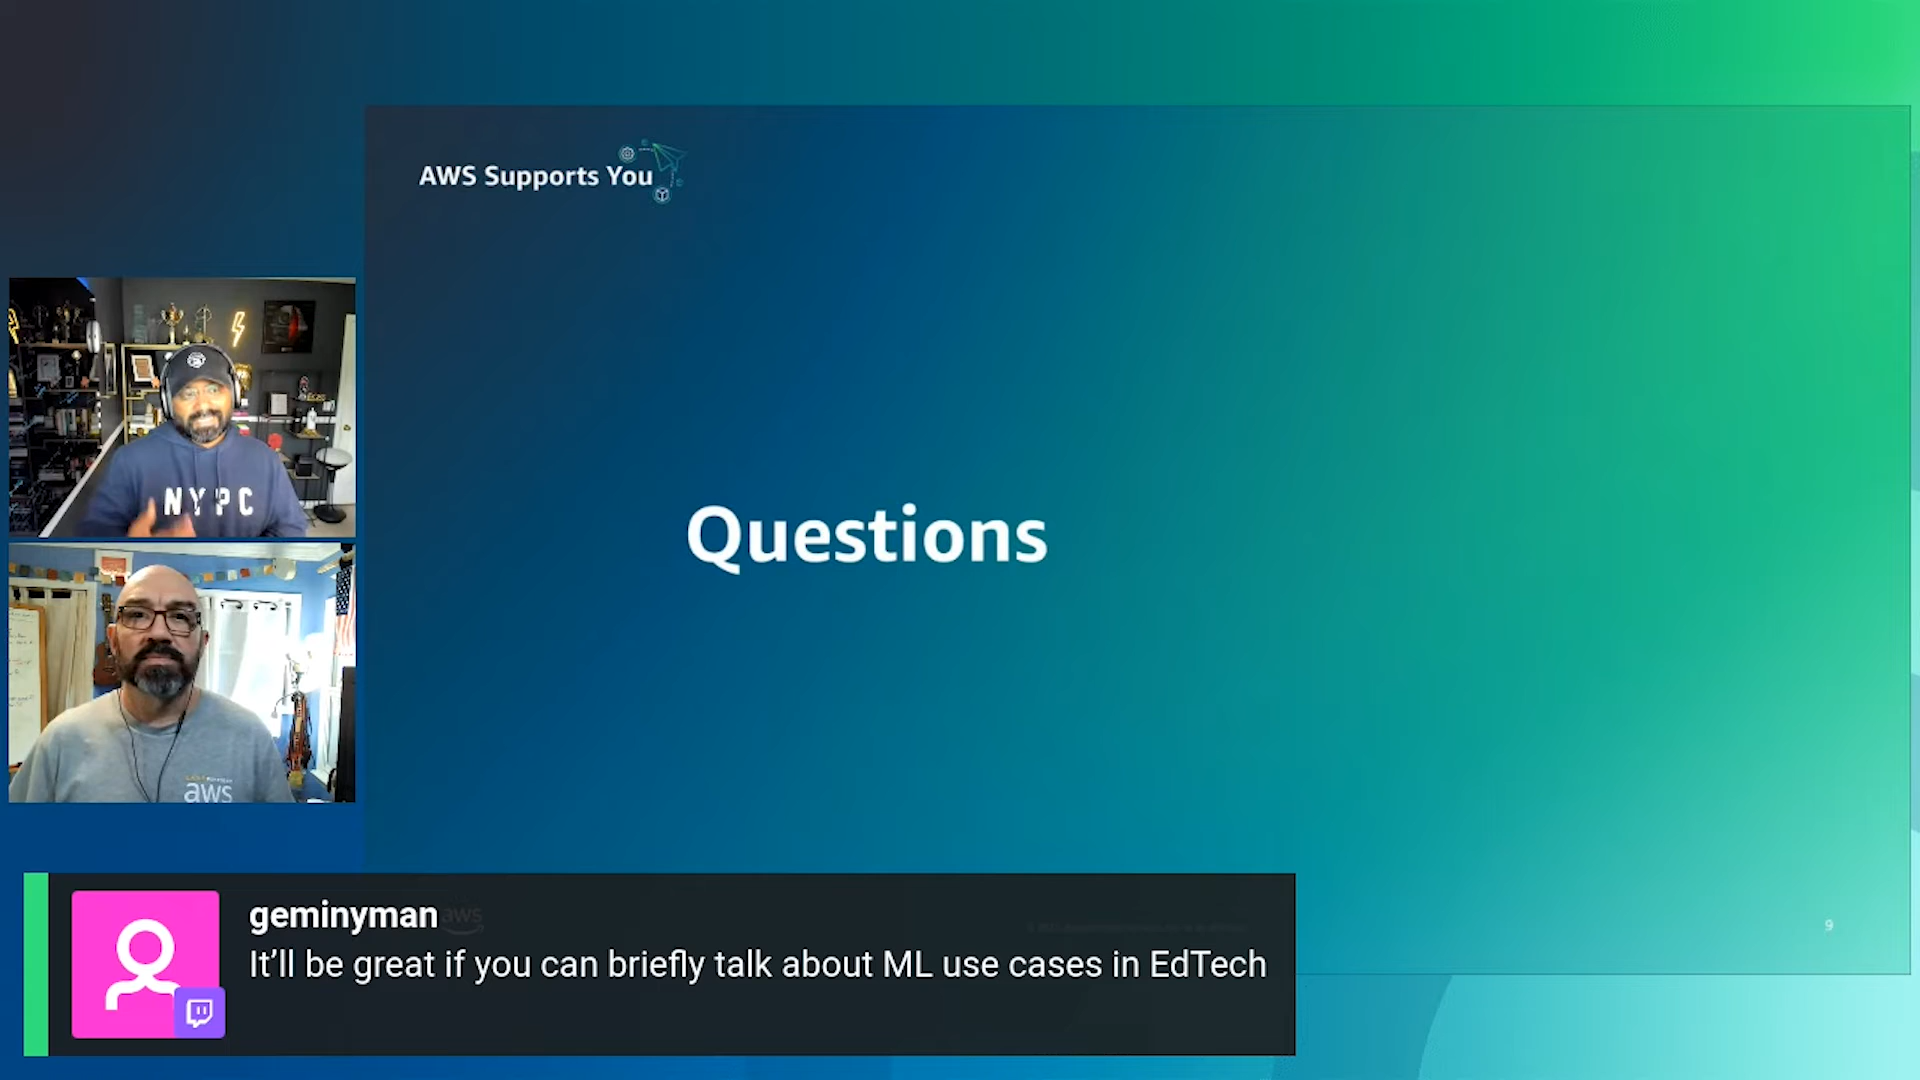 AWS Supports You
NYPC
aws
Questions
geminyman
aws
It’ll be great if you can briefly talk about ML use cases in EdTech
9